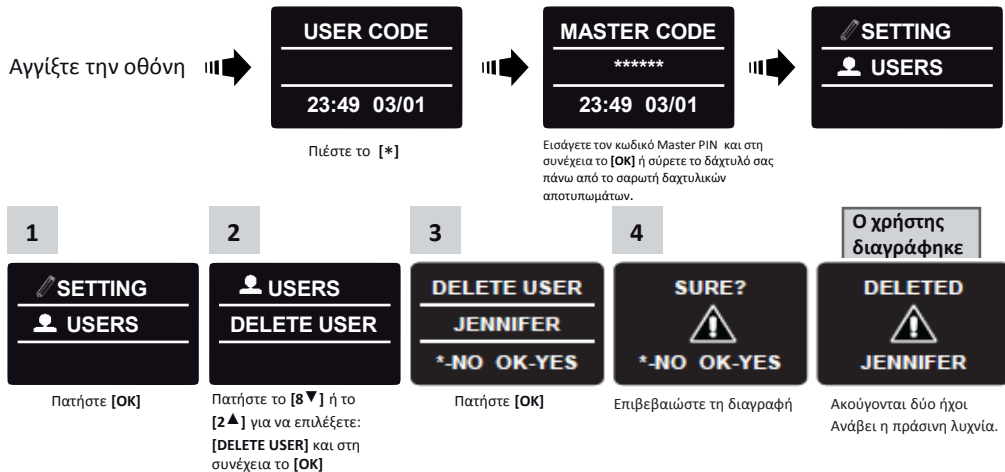 Αγγίξτε την οθόνη
USER CODE
23:49 03/01
Πιέστε το [*]
MASTER CODE
******
23:49 03/01
Εισάγετε τον κωδικό Master PIN και στη
συνέχεια το [OK] ή σύρετε το δάχτυλό σας
πάνω από το σαρωτή δαχτυλικών
αποτυπωμάτων.
SETTING
USERS
1
SETTING
USERS
Πατήστε [OK]
2
USERS
DELETE USER
Πατήστε το [8▼] ή το
[2▲] για να επιλέξετε:
[DELETE USER] και στη
συνέχεια το [OK]
3
DELETE USER
JENNIFER
*-NO OK-YES
Πατήστε [OK]
4
SURE?
*-NO OK-YES
Επιβεβαιώστε τη διαγραφή
Ο χρήστης
διαγράφηκε
DELETED
JENNIFER
Ακούγονται δύο ήχοι
Ανάβει η πράσινη λυχνία.